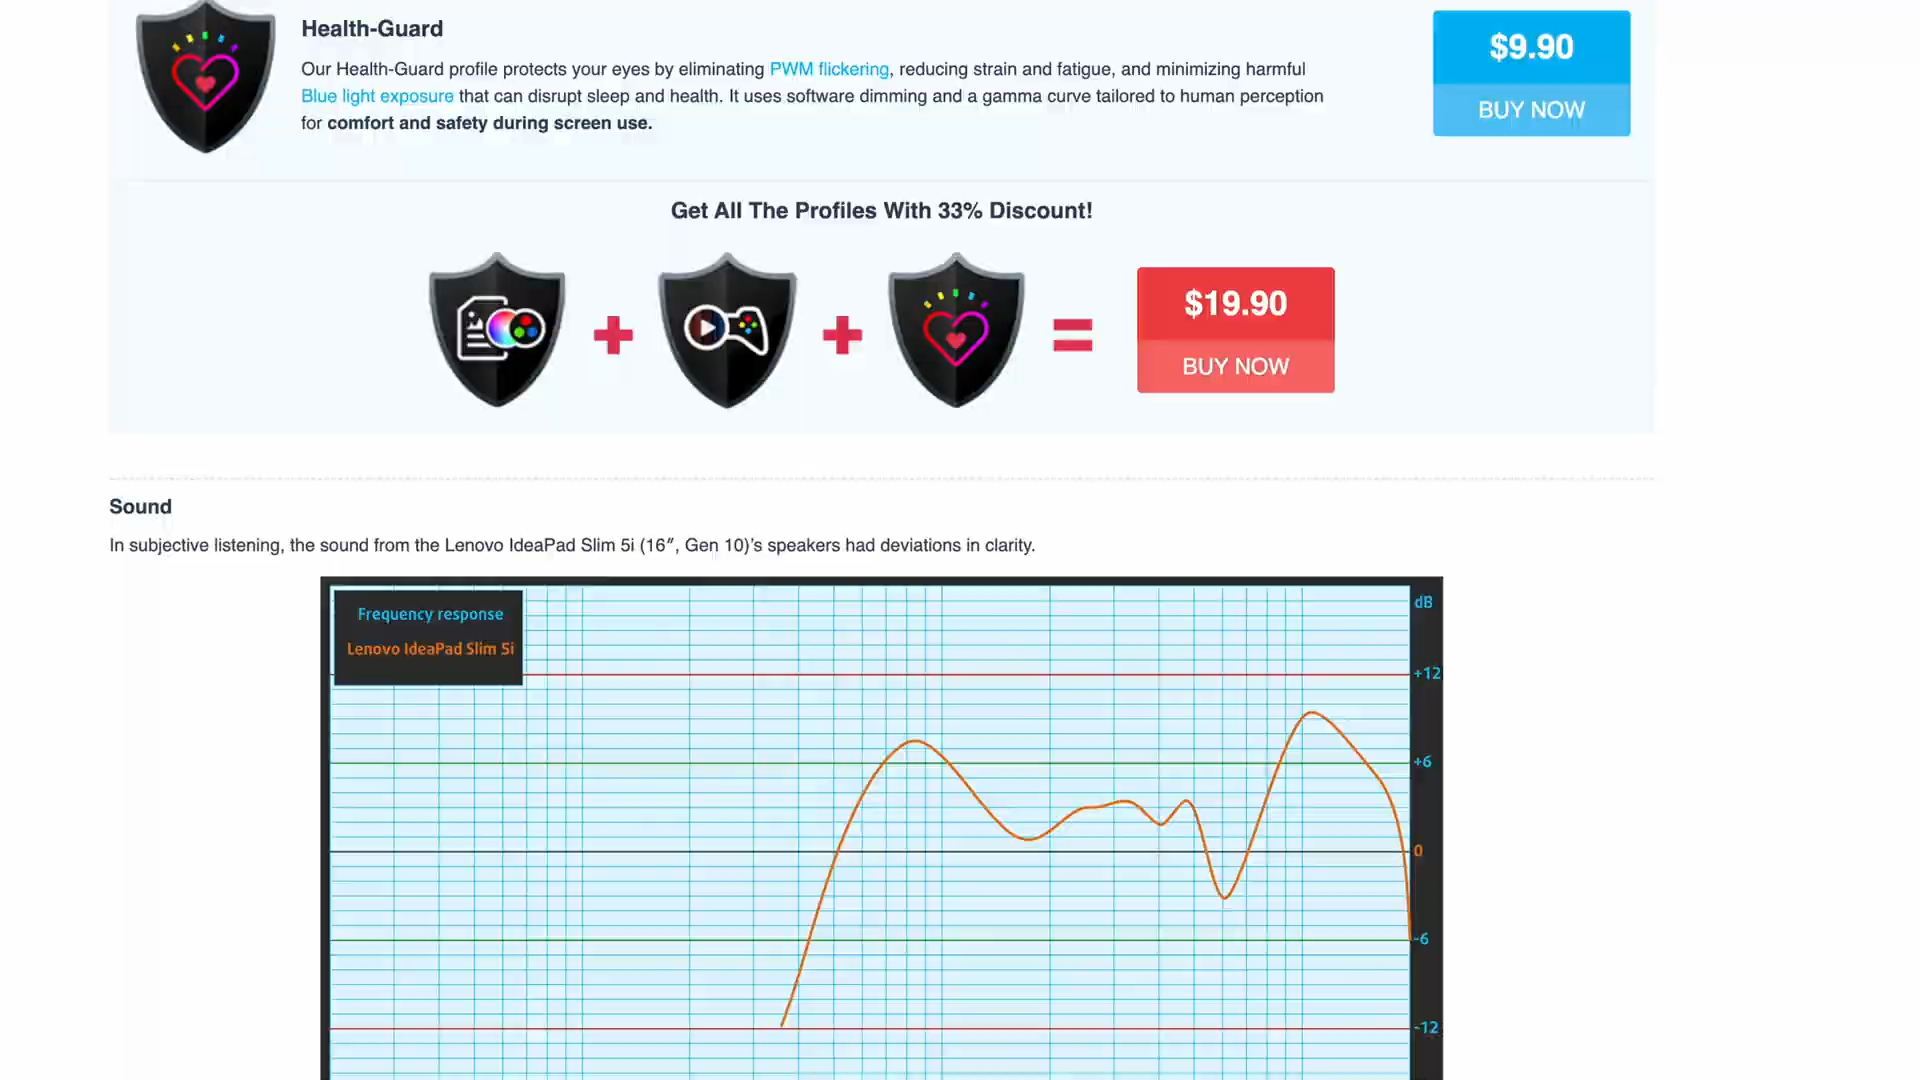 Health-Guard
Our Health-Guard profile protects your eyes by eliminating PWM flickering, reducing strain and fatigue, and minimizing harmful
Blue light exposure that can disrupt sleep and health. It uses software dimming and a gamma curve tailored to human perception
for comfort and safety during screen use.
$9.90
BUY NOW
Get All The Profiles With 33% Discount!
$19.90
BUY NOW
Sound
In subjective listening, the sound from the Lenovo IdeaPad Slim 5i (16″, Gen 10)’s speakers had deviations in clarity.
Frequency response
Lenovo IdeaPad Slim 5i
dB
+12
+6
0
-6
-12